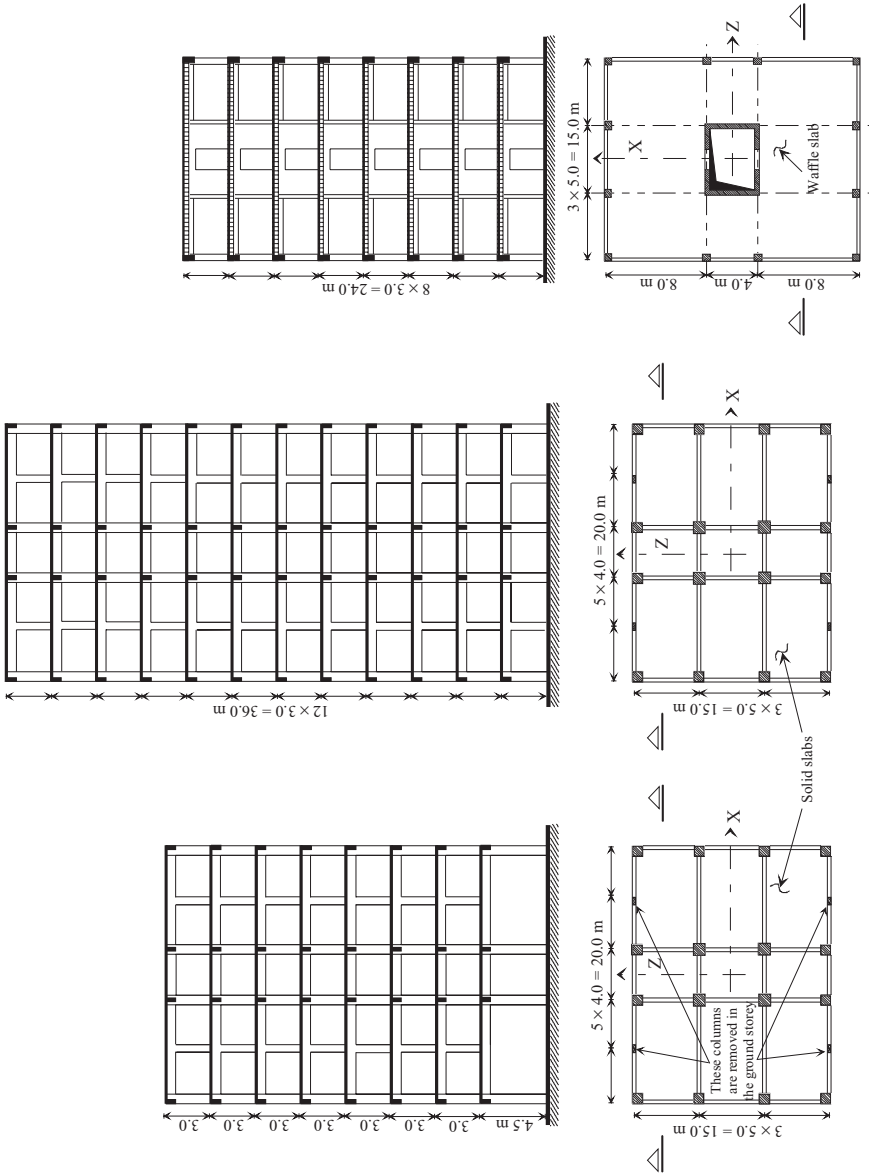 8 × 3.0 = 24.0 m
3 × 5.0 = 15.0 m
X
Z
8.0 m
4.0 m
8.0 m
Waffle slab
12 × 3.0 = 36.0 m
5 × 4.0 = 20.0 m
Z
X
3 × 5.0 = 15.0 m
Solid slabs
3.0
3.0
3.0
3.0
3.0
3.0
3.0
4.5 m
5 × 4.0 = 20.0 m
Z
X
3 × 5.0 = 15.0 m
These columns
are removed in
the ground storey